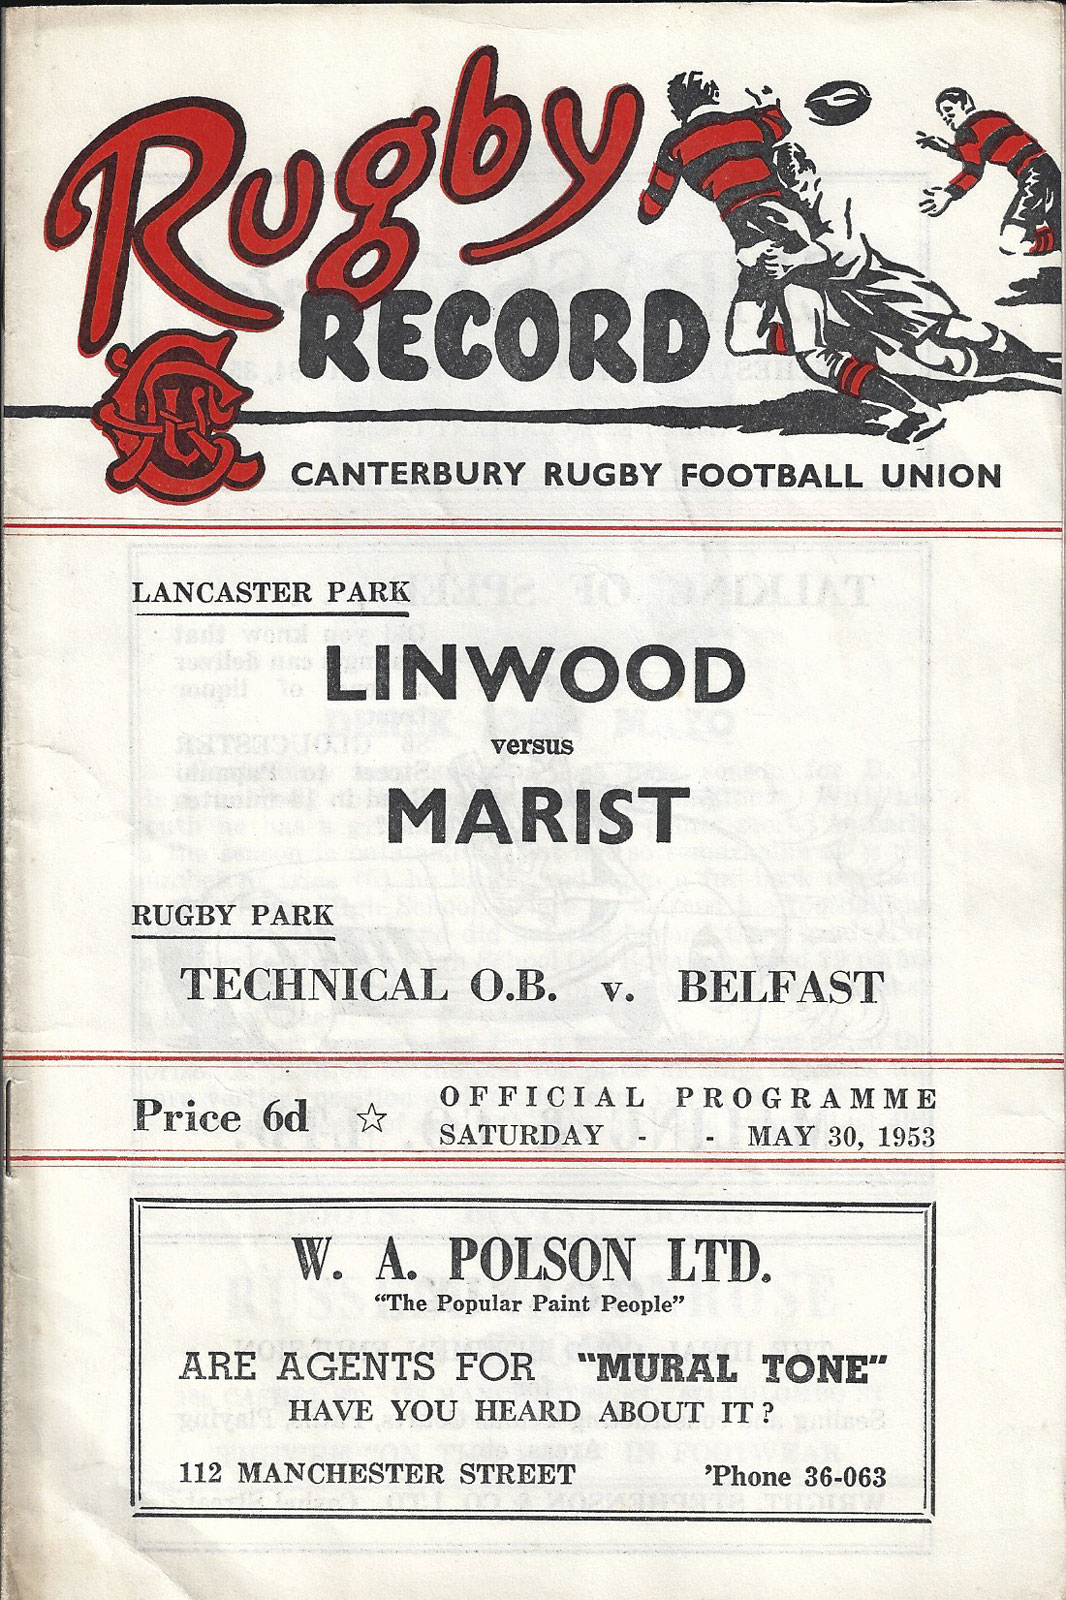 Rugby
RECORD
CANTERBURY RUGBY FOOTBALL UNION
LANCASTER PARK
LINWOOD
versus
MARIST
RUGBY PARK
TECHNICAL O.B. v. BELFAST
Price 6d ☆ OFFICIAL PROGRAMME
SATURDAY - - MAY 30, 1953
W. A. POLSON LTD.
"The Popular Paint People"
ARE AGENTS FOR "MURAL TONE"
HAVE YOU HEARD ABOUT IT?
112 MANCHESTER STREET 'Phone 36-063